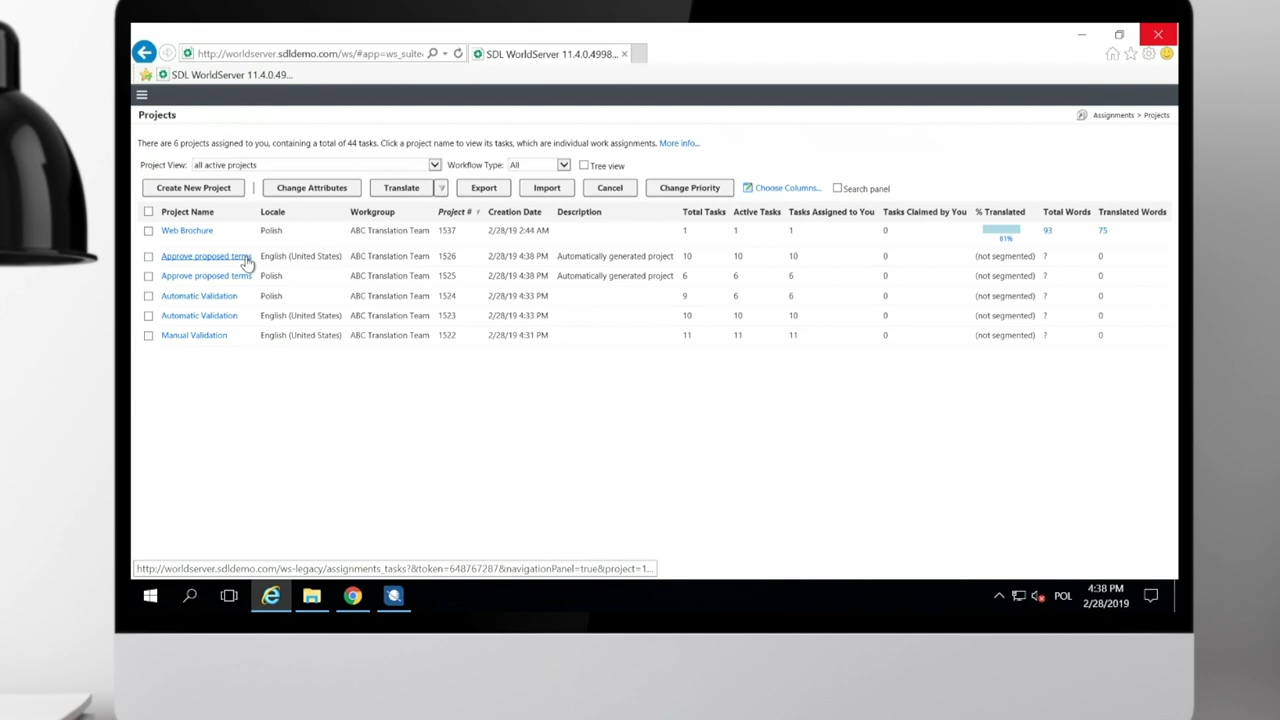 http://worldserver.sdldemo.com/ws/#app=ws_suite
SDL WorldServer 11.4.0.4998...
SDL WorldServer 11.4.0.49...
Projects
Assignments > Projects
There are 6 projects assigned to you, containing a total of 44 tasks. Click a project name to view its tasks, which are individual work assignments. More info...
Project View: all active projects Workflow Type: All Tree view
Create New Project | Change Attributes Translate Export Import Cancel Change Priority Choose Columns... Search panel
Project Name Locale Workgroup Project # Creation Date Description Total Tasks Active Tasks Tasks Assigned to You Tasks Claimed by You % Translated Total Words Translated Words
Web Brochure Polish ABC Translation Team 1537 2/28/19 2:44 AM 1 1 1 0 81% 93 75
Approve proposed terms English (United States) ABC Translation Team 1526 2/28/19 4:38 PM Automatically generated project 10 10 10 0 (not segmented) ? 0
Approve proposed terms Polish ABC Translation Team 1525 2/28/19 4:38 PM Automatically generated project 6 6 6 0 (not segmented) ? 0
Automatic Validation Polish ABC Translation Team 1524 2/28/19 4:33 PM 9 6 6 0 (not segmented) ? 0
Automatic Validation English (United States) ABC Translation Team 1523 2/28/19 4:33 PM 10 10 10 0 (not segmented) ? 0
Manual Validation English (United States) ABC Translation Team 1522 2/28/19 4:31 PM 11 11 11 0 (not segmented) ? 0
http://worldserver.sdldemo.com/ws-legacy/assignments_tasks?&token=648767287&navigationPanel=true&project=1...
POL
4:38 PM
2/28/2019